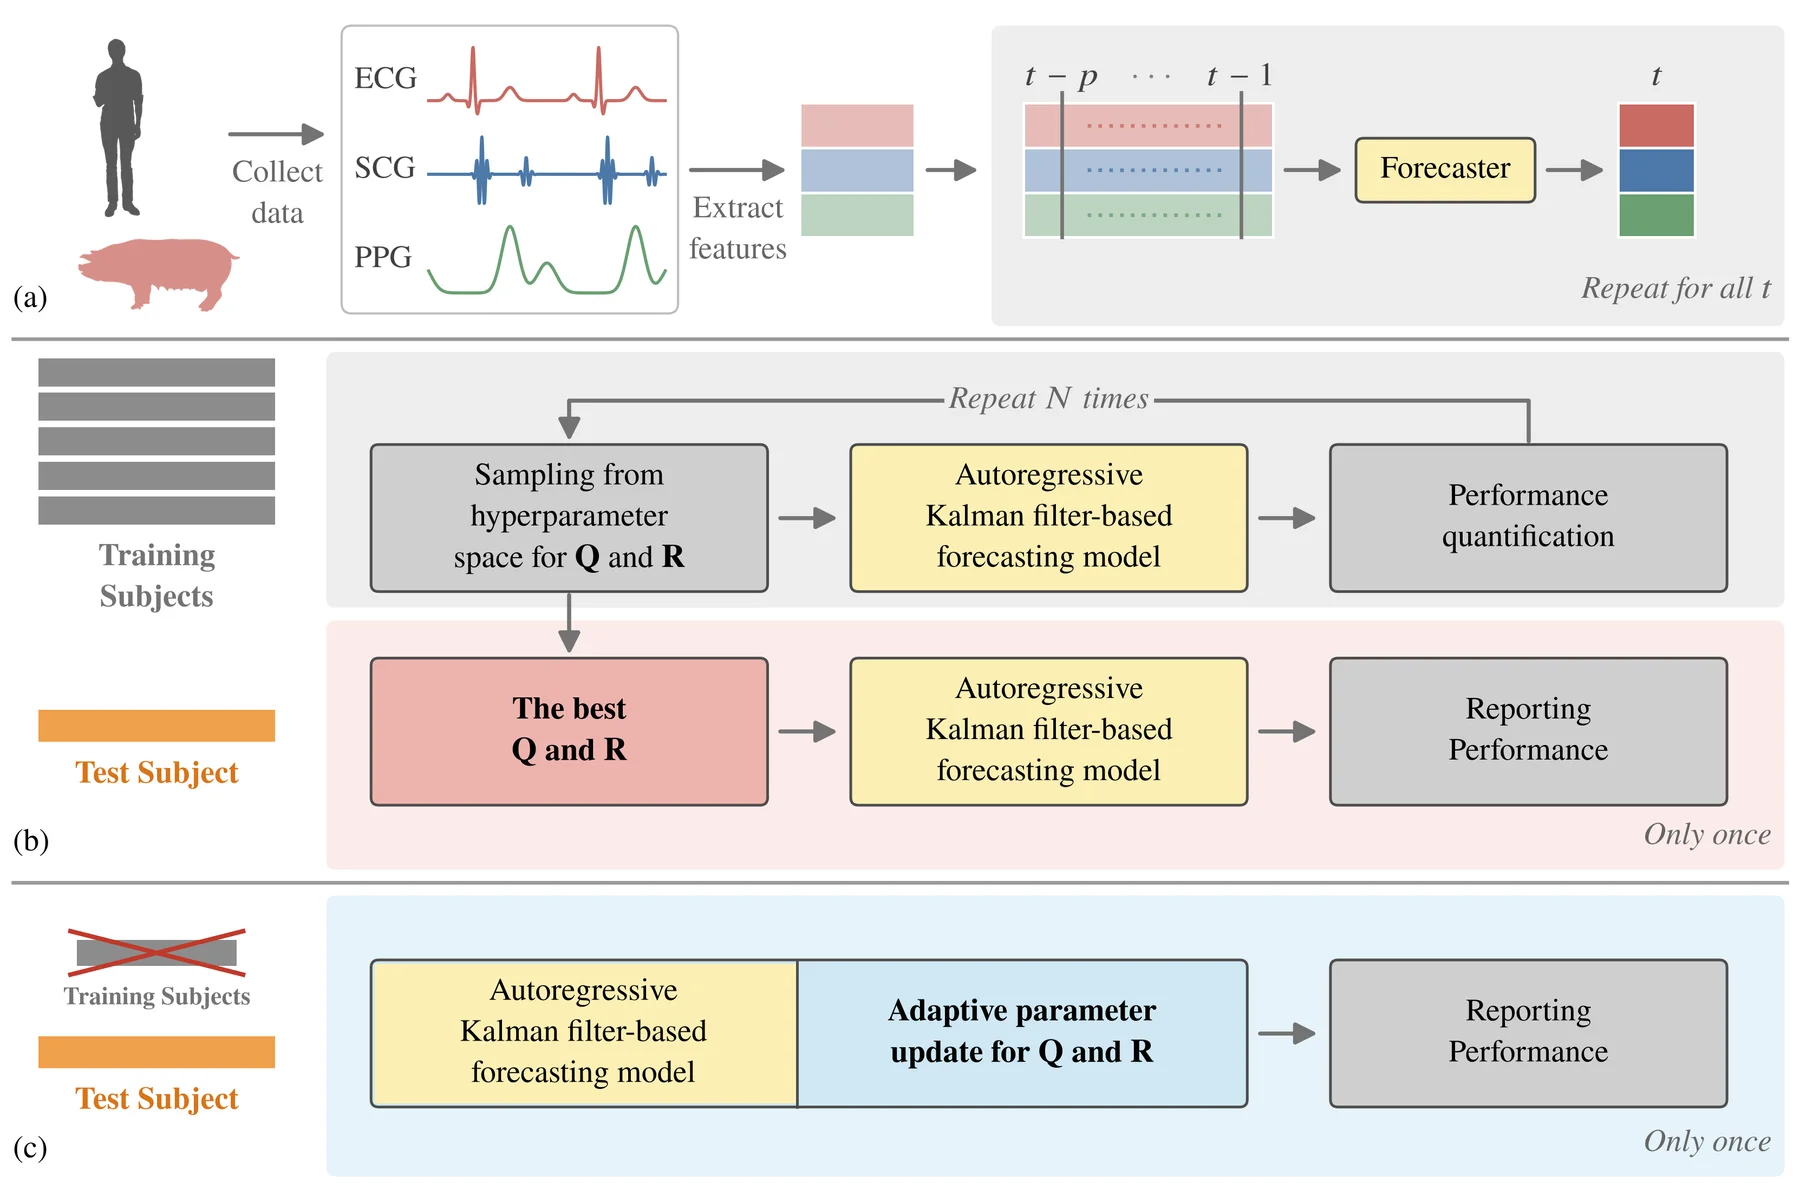 ECG
SCG
PPG
Collect
data
Extract
features
t − p ··· t − 1
t
Forecaster
Repeat for all t
(a)
Repeat N times
Sampling from
hyperparameter
space for Q and R
Autoregressive
Kalman filter-based
forecasting model
Performance
quantification
Training
Subjects
The best
Q and R
Autoregressive
Kalman filter-based
forecasting model
Reporting
Performance
Test Subject
Only once
(b)
Training Subjects
Autoregressive
Kalman filter-based
forecasting model
Adaptive parameter
update for Q and R
Reporting
Performance
Test Subject
Only once
(c)